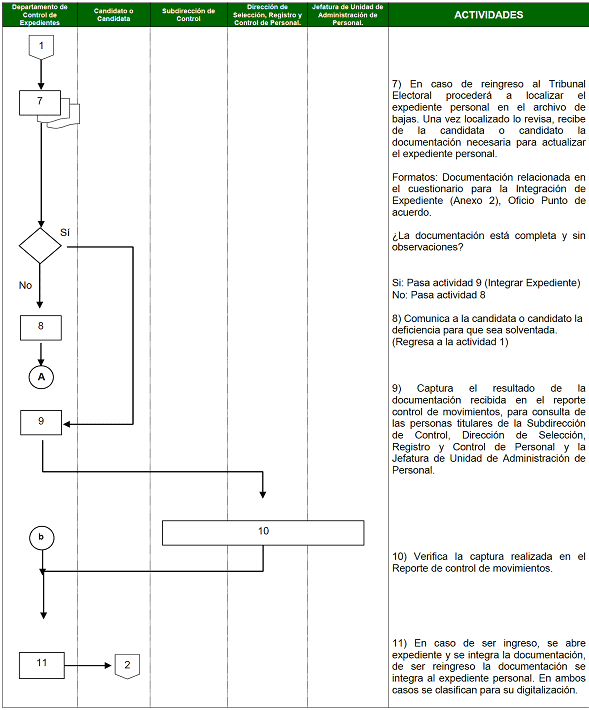 Departamento de
Control de
Expedientes
Candidato o
Candidata
Subdirección de
Control
Dirección de
Selección, Registro y
Control de Personal.
Jefatura de Unidad de
Administración de
Personal.
ACTIVIDADES
1
7
Sí
No
8
A
9
10
b
11
2
7) En caso de reingreso al Tribunal
Electoral procederá a localizar el
expediente personal en el archivo de
bajas. Una vez localizado lo revisa, recibe
de la candidata o candidato la
documentación necesaria para actualizar
el expediente personal.
Formatos: Documentación relacionada en
el cuestionario para la Integración de
Expediente (Anexo 2), Oficio Punto de
acuerdo.
¿La documentación está completa y sin
observaciones?
Si: Pasa actividad 9 (Integrar Expediente)
No: Pasa actividad 8
8) Comunica a la candidata o candidato la
deficiencia para que sea solventada.
(Regresa a la actividad 1)
9) Captura el resultado de la
documentación recibida en el reporte
control de movimientos, para consulta de
las personas titulares de la Subdirección
de Control, Dirección de Selección,
Registro y Control de Personal y la
Jefatura de Unidad de Administración de
Personal.
10) Verifica la captura realizada en el
Reporte de control de movimientos.
11) En caso de ser ingreso, se abre
expediente y se integra la documentación,
de ser reingreso la documentación se
integra al expediente personal. En ambos
casos se clasifican para su digitalización.